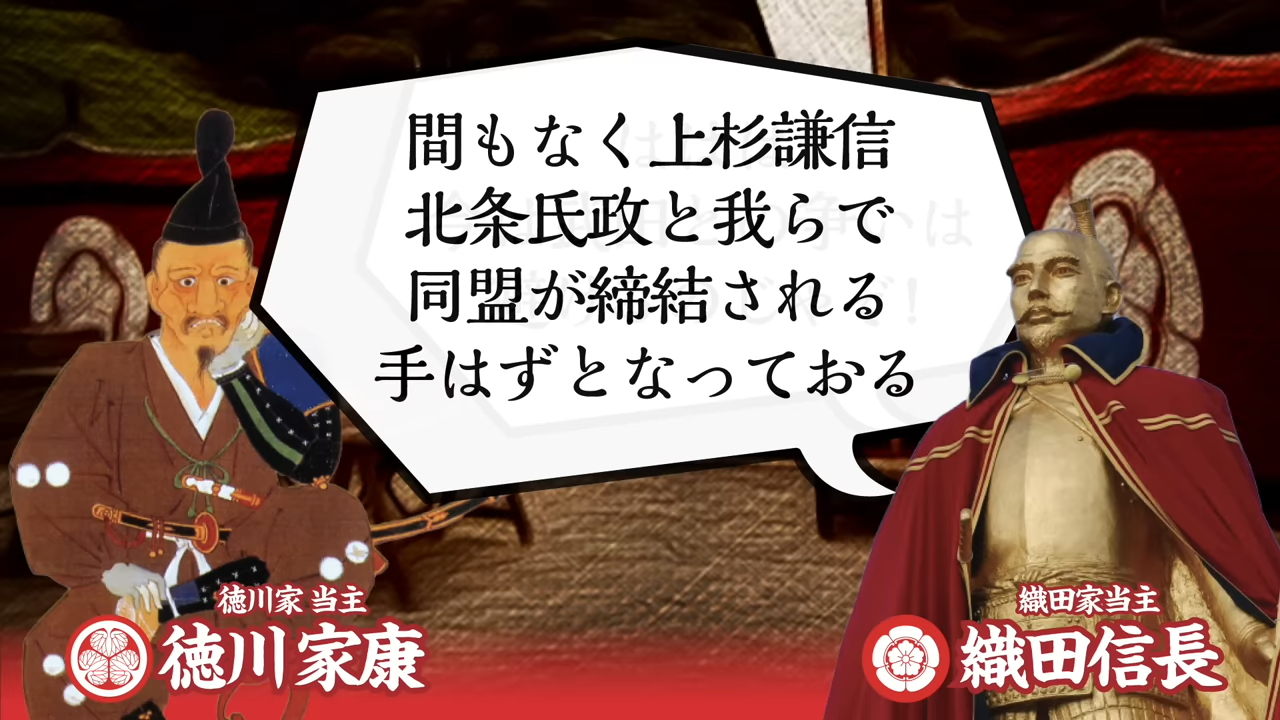 間もなく上杉謙信
北条氏政と我らで
同盟が締結される
手はずとなっておる
徳川家 当主
徳川家康
織田家当主
織田信長